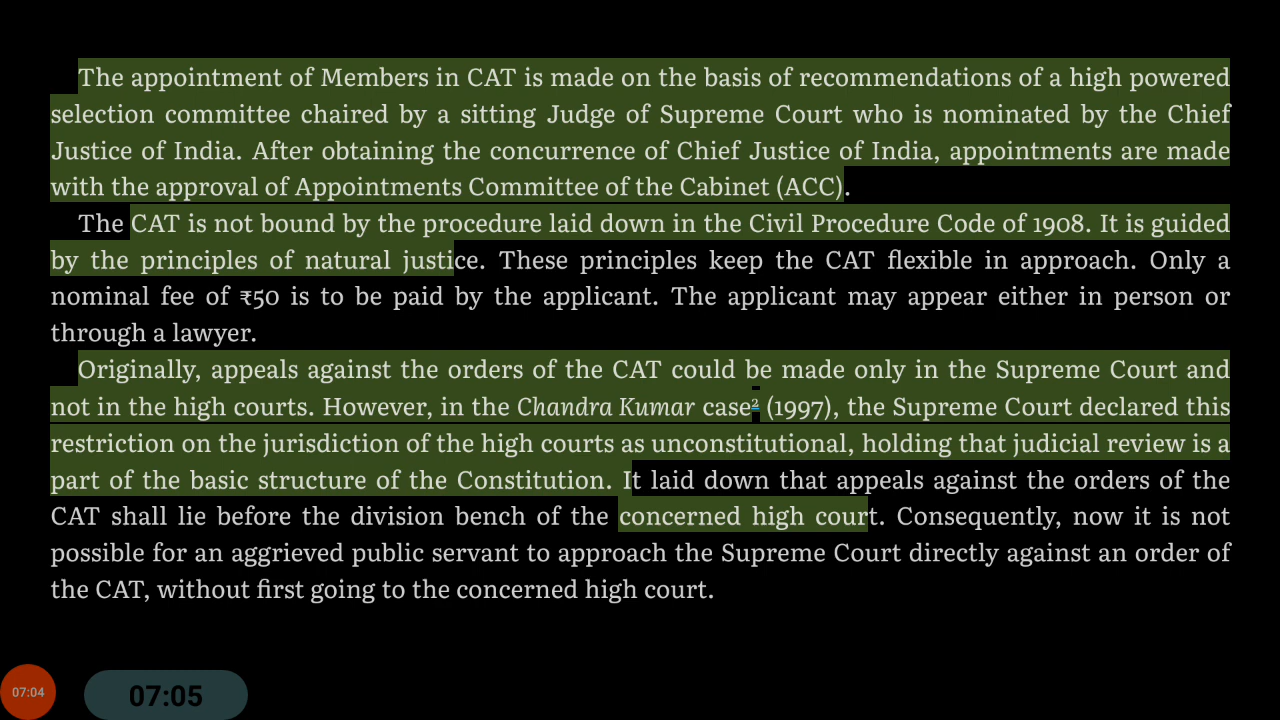 The appointment of Members in CAT is made on the basis of recommendations of a high powered
selection committee chaired by a sitting Judge of Supreme Court who is nominated by the Chief
Justice of India. After obtaining the concurrence of Chief Justice of India, appointments are made
with the approval of Appointments Committee of the Cabinet (ACC).
The CAT is not bound by the procedure laid down in the Civil Procedure Code of 1908. It is guided
by the principles of natural justice. These principles keep the CAT flexible in approach. Only a
nominal fee of ₹50 is to be paid by the applicant. The applicant may appear either in person or
through a lawyer.
Originally, appeals against the orders of the CAT could be made only in the Supreme Court and
not in the high courts. However, in the Chandra Kumar case² (1997), the Supreme Court declared this
restriction on the jurisdiction of the high courts as unconstitutional, holding that judicial review is a
part of the basic structure of the Constitution. It laid down that appeals against the orders of the
CAT shall lie before the division bench of the concerned high court. Consequently, now it is not
possible for an aggrieved public servant to approach the Supreme Court directly against an order of
the CAT, without first going to the concerned high court.
07:04
07:05